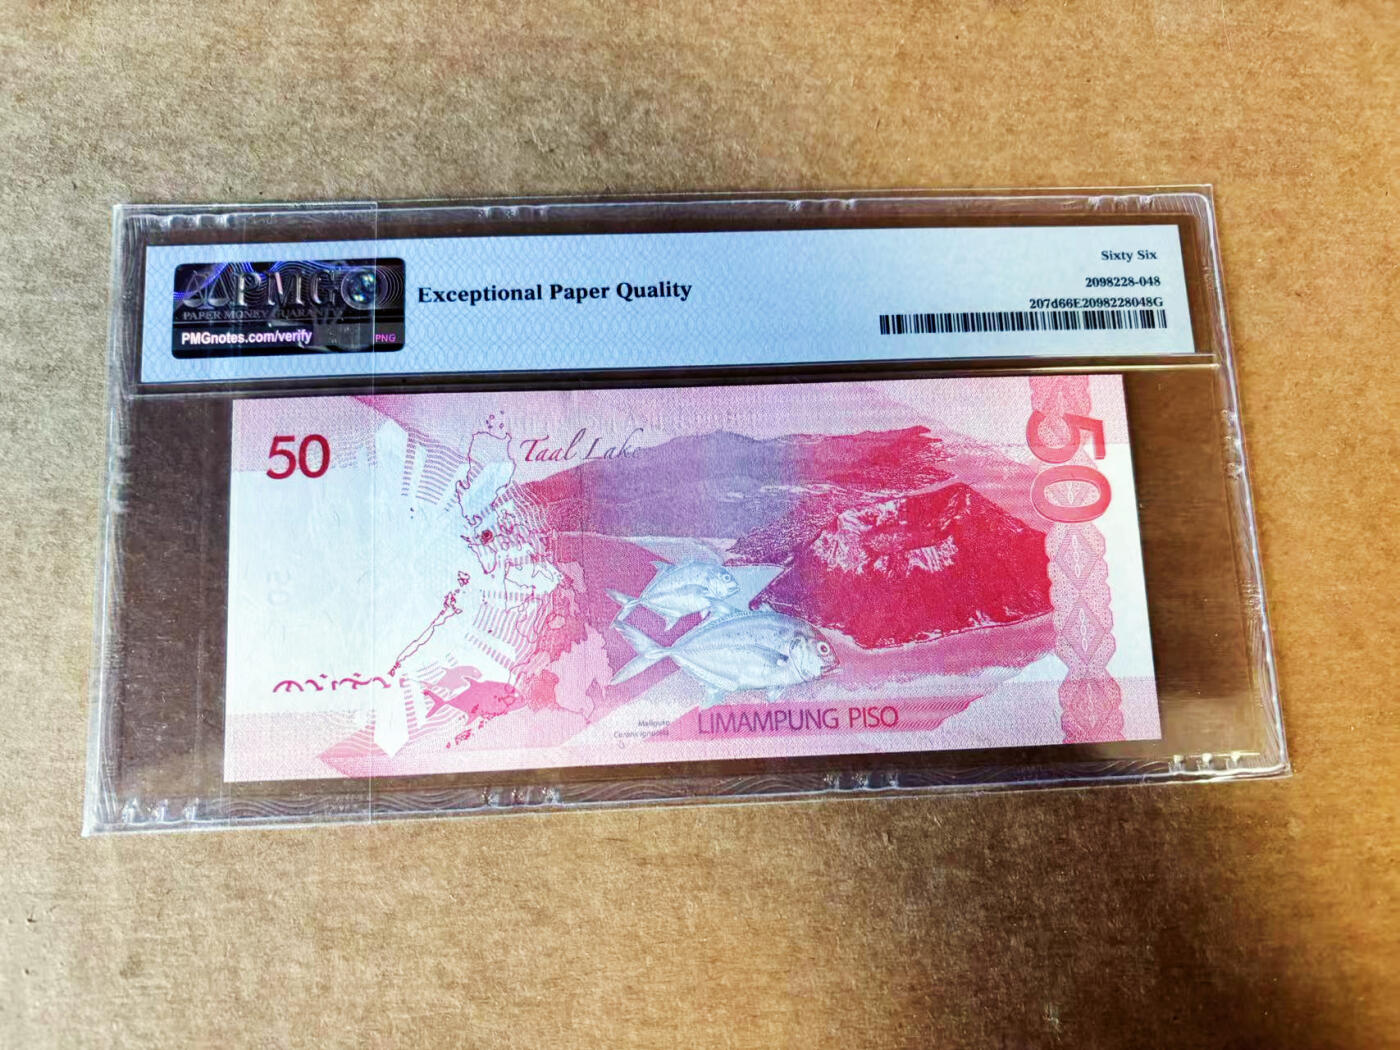 PMG
PAPER MONEY GUARANTY
PMGnotes.com/verify
PNG
Exceptional Paper Quality
Sixty Six
2098228-048
207d66E2098228048G
50
Taal Lake
50
Maliputo
Caranx ignobilis
LIMAMPUNG PISO